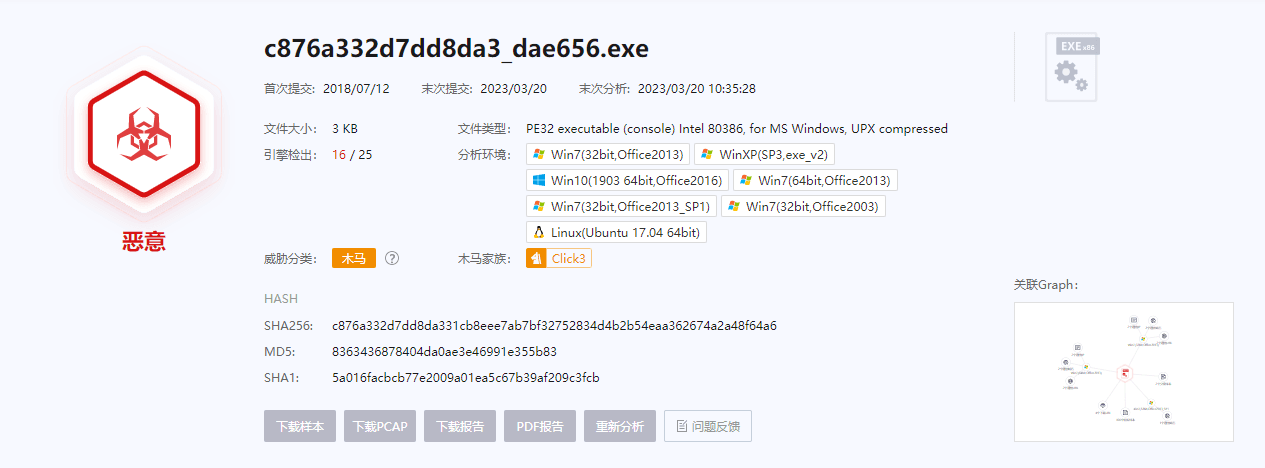 c876a332d7dd8da3_dae656.exe
EXE x86
首次提交: 2018/07/12 末次提交: 2023/03/20 末次分析: 2023/03/20 10:35:28
文件大小: 3 KB 文件类型: PE32 executable (console) Intel 80386, for MS Windows, UPX compressed
引擎检出: 16 / 25 分析环境: Win7(32bit,Office2013) WinXP(SP3,exe_v2)
Win10(1903 64bit,Office2016) Win7(64bit,Office2013)
Win7(32bit,Office2013_SP1) Win7(32bit,Office2003)
Linux(Ubuntu 17.04 64bit)
恶意
威胁分类: 木马 ? 木马家族: Click3
关联Graph:
HASH
SHA256: c876a332d7dd8da331cb8eee7ab7bf32752834d4b2b54eaa362674a2a48f64a6
MD5: 8363436878404da0ae3e46991e355b83
SHA1: 5a016facbcb77e2009a01ea5c67b39af209c3fcb
下载样本 下载PCAP 下载报告 PDF报告 重新分析 问题反馈